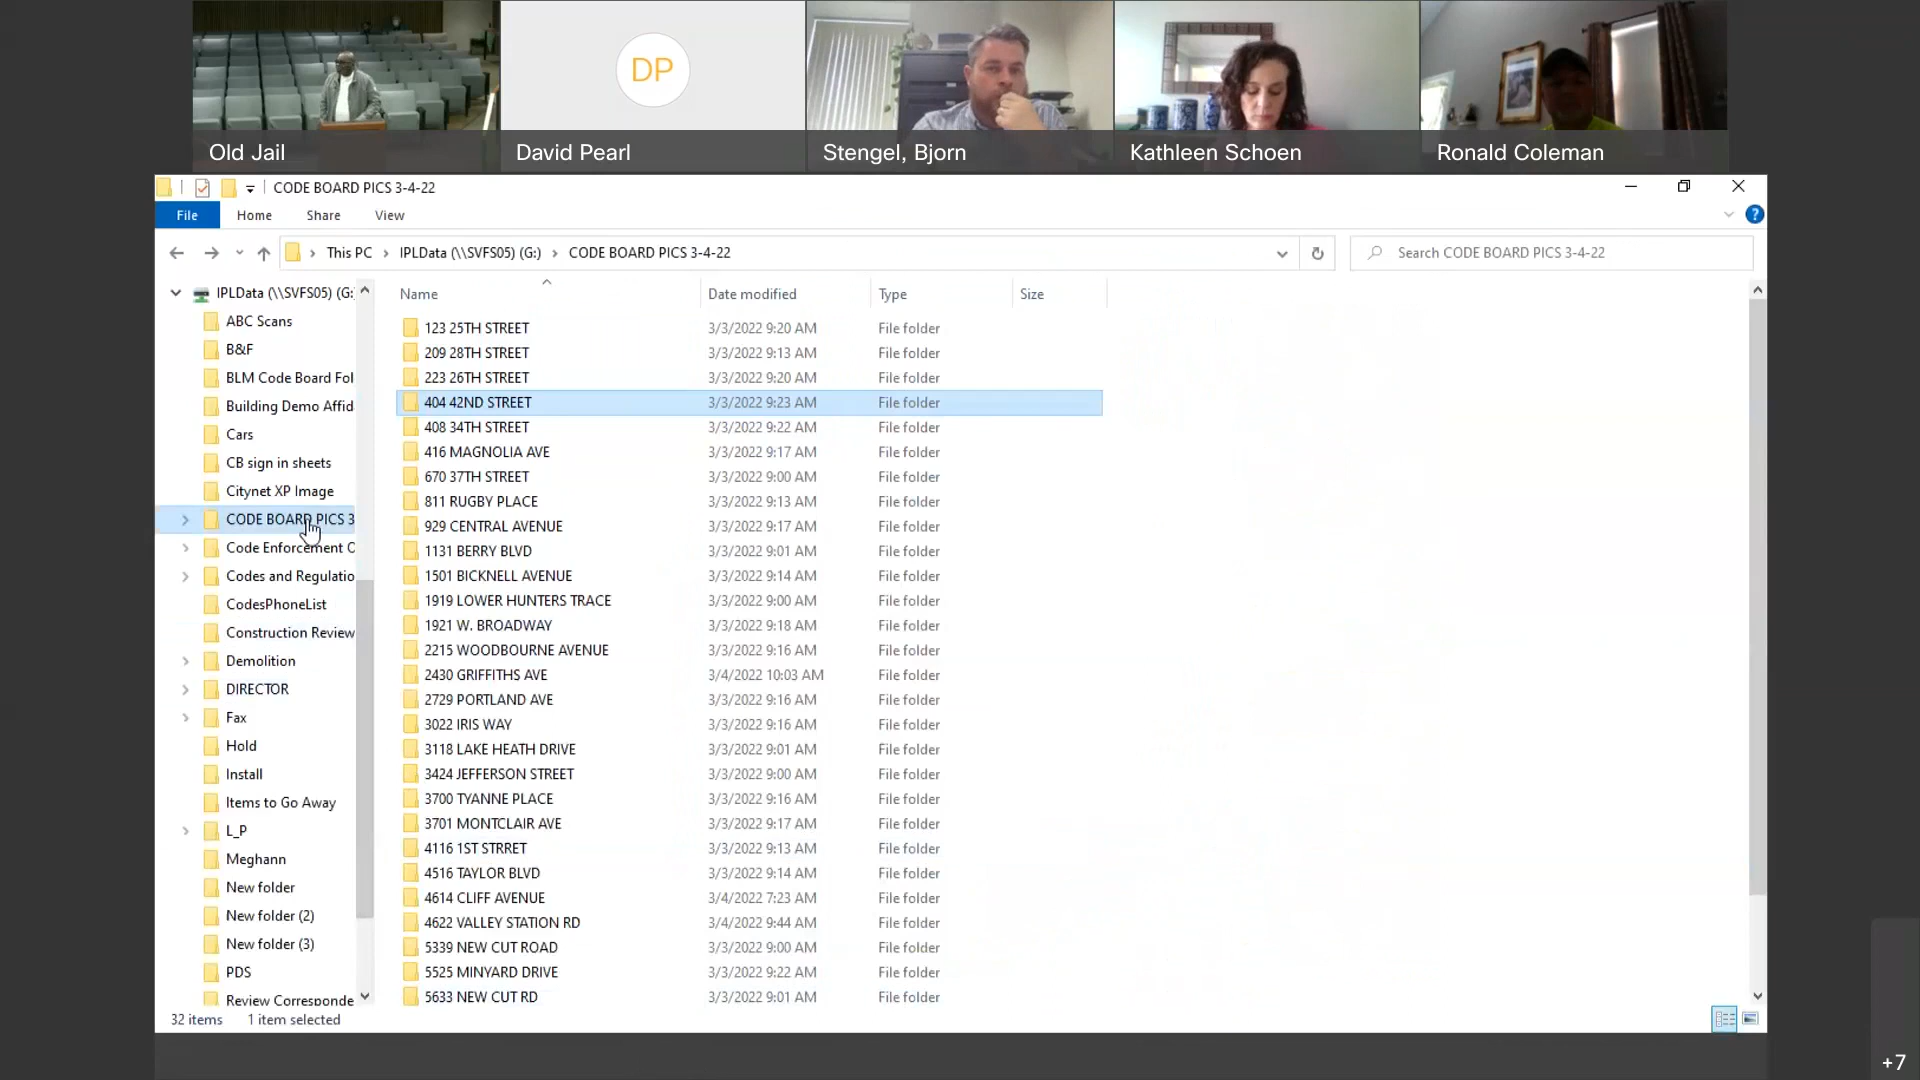 Old Jail
DP
David Pearl
Stengel, Bjorn
Kathleen Schoen
Ronald Coleman
CODE BOARD PICS 3-4-22
File Home Share View
This PC IPLData (\\SVFS05) (G:) CODE BOARD PICS 3-4-22
Search CODE BOARD PICS 3-4-22
IPLData (\\SVFS05) (G:
ABC Scans
B&F
BLM Code Board Fol
Building Demo Affid
Cars
CB sign in sheets
Citynet XP Image
CODE BOARD PICS 3
Code Enforcement C
Codes and Regulatio
CodesPhoneList
Construction Review
Demolition
DIRECTOR
Fax
Hold
Install
Items to Go Away
L_P
Meghann
New folder
New folder (2)
New folder (3)
PDS
Review Corresponde
Name Date modified Type Size
123 25TH STREET 3/3/2022 9:20 AM File folder
209 28TH STREET 3/3/2022 9:13 AM File folder
223 26TH STREET 3/3/2022 9:20 AM File folder
404 42ND STREET 3/3/2022 9:23 AM File folder
408 34TH STREET 3/3/2022 9:22 AM File folder
416 MAGNOLIA AVE 3/3/2022 9:17 AM File folder
670 37TH STREET 3/3/2022 9:00 AM File folder
811 RUGBY PLACE 3/3/2022 9:13 AM File folder
929 CENTRAL AVENUE 3/3/2022 9:17 AM File folder
1131 BERRY BLVD 3/3/2022 9:01 AM File folder
1501 BICKNELL AVENUE 3/3/2022 9:14 AM File folder
1919 LOWER HUNTERS TRACE 3/3/2022 9:00 AM File folder
1921 W. BROADWAY 3/3/2022 9:18 AM File folder
2215 WOODBOURNE AVENUE 3/3/2022 9:16 AM File folder
2430 GRIFFITHS AVE 3/4/2022 10:03 AM File folder
2729 PORTLAND AVE 3/3/2022 9:16 AM File folder
3022 IRIS WAY 3/3/2022 9:16 AM File folder
3118 LAKE HEATH DRIVE 3/3/2022 9:01 AM File folder
3424 JEFFERSON STREET 3/3/2022 9:00 AM File folder
3700 TYANNE PLACE 3/3/2022 9:16 AM File folder
3701 MONTCLAIR AVE 3/3/2022 9:17 AM File folder
4116 1ST STRRET 3/3/2022 9:13 AM File folder
4516 TAYLOR BLVD 3/3/2022 9:14 AM File folder
4614 CLIFF AVENUE 3/4/2022 7:23 AM File folder
4622 VALLEY STATION RD 3/4/2022 9:44 AM File folder
5339 NEW CUT ROAD 3/3/2022 9:00 AM File folder
5525 MINYARD DRIVE 3/3/2022 9:22 AM File folder
5633 NEW CUT RD 3/3/2022 9:01 AM File folder
32 items 1 item selected
+7